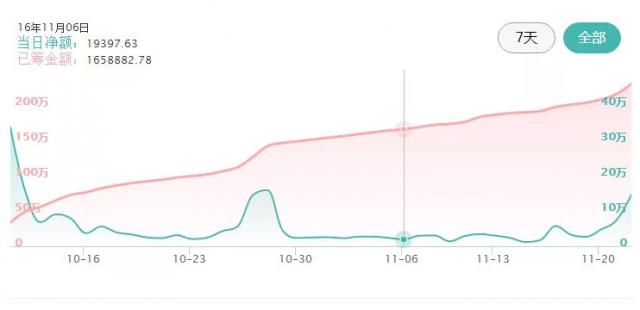 16年11月06日
当日净额：19397.63
已筹金额：1658882.78
7天
全部
200万
150万
100万
50万
0
40万
30万
20万
10万
0
10-16
10-23
10-30
11-06
11-13
11-20